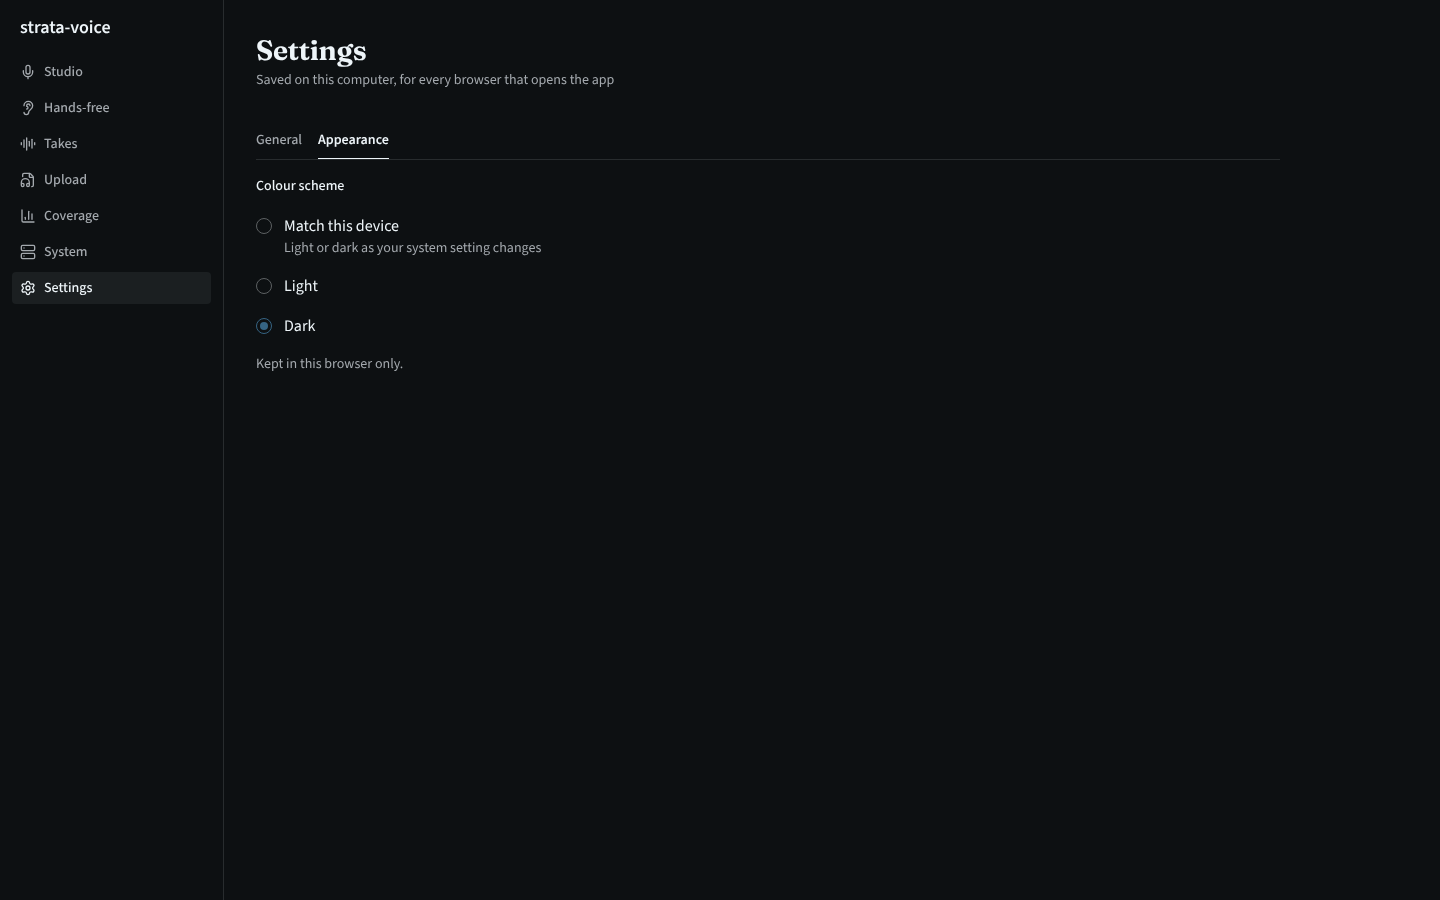 strata-voice
Studio
Hands-free
Takes
Upload
Coverage
System
Settings
Settings
Saved on this computer, for every browser that opens the app
General Appearance
Colour scheme
Match this device
Light or dark as your system setting changes
Light
Dark
Kept in this browser only.